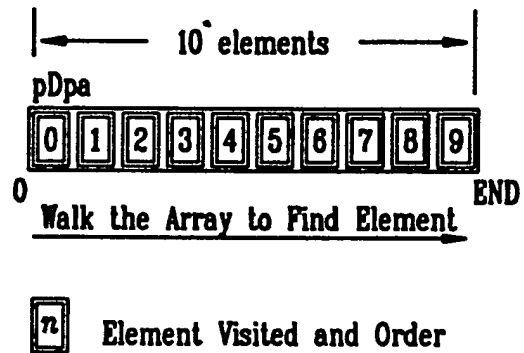 10 elements
pDpa
0 1 2 3 4 5 6 7 8 9
0 END
Walk the Array to Find Element
n Element Visited and Order